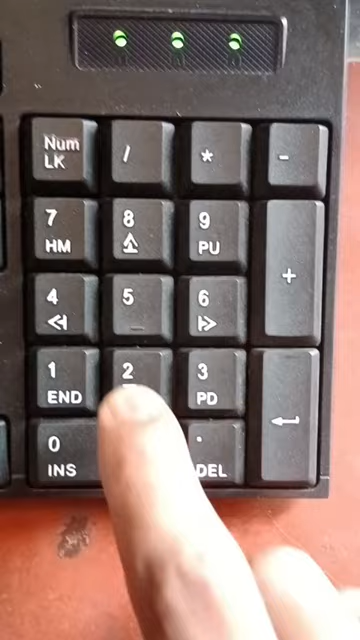 Num / * -
LK
7 8 9 +
HM PU
4 5 6
1 2 3
END PD
0 .
INS DEL